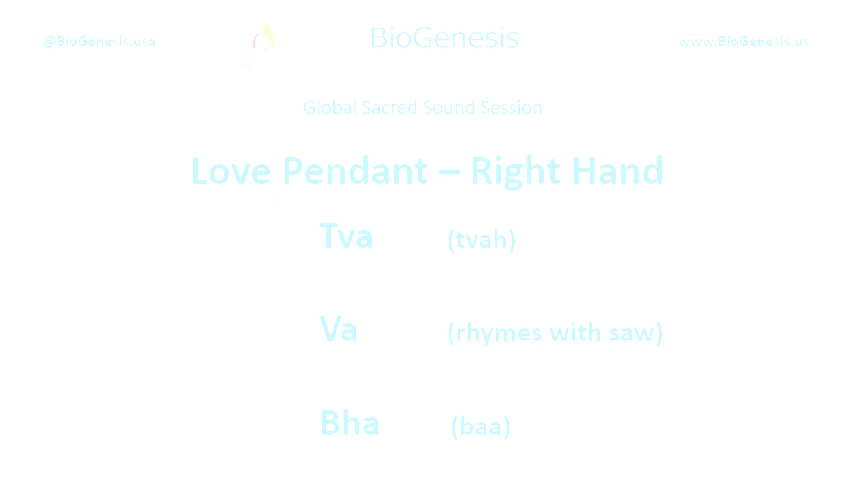 @BioGenesis.usa BioGenesis www.BioGenesis.us
Global Sacred Sound Session
Love Pendant – Right Hand
Tva (tvah)
Va (rhymes with saw)
Bha (baa)